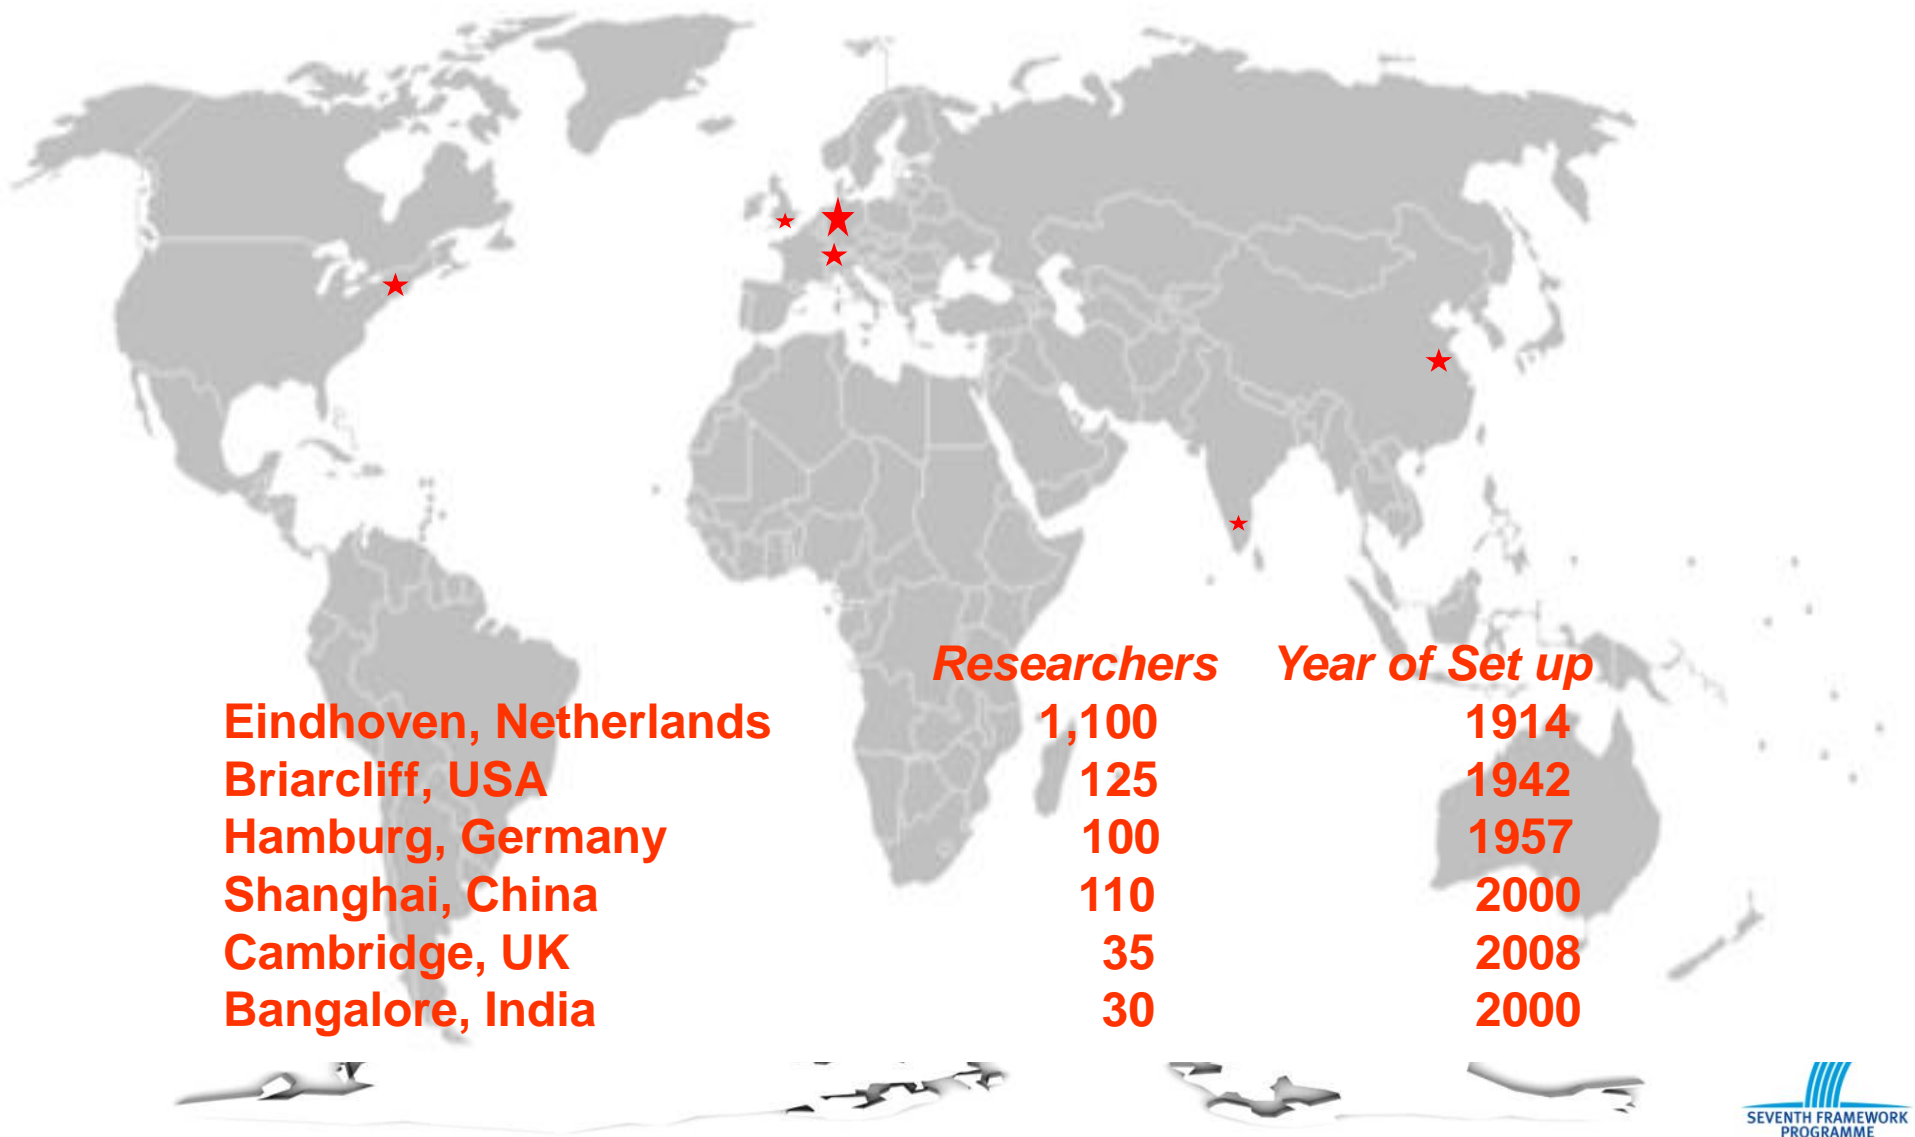 Researchers Year of Set up
Eindhoven, Netherlands 1,100 1914
Briarcliff, USA 125 1942
Hamburg, Germany 100 1957
Shanghai, China 110 2000
Cambridge, UK 35 2008
Bangalore, India 30 2000
SEVENTH FRAMEWORK
PROGRAMME